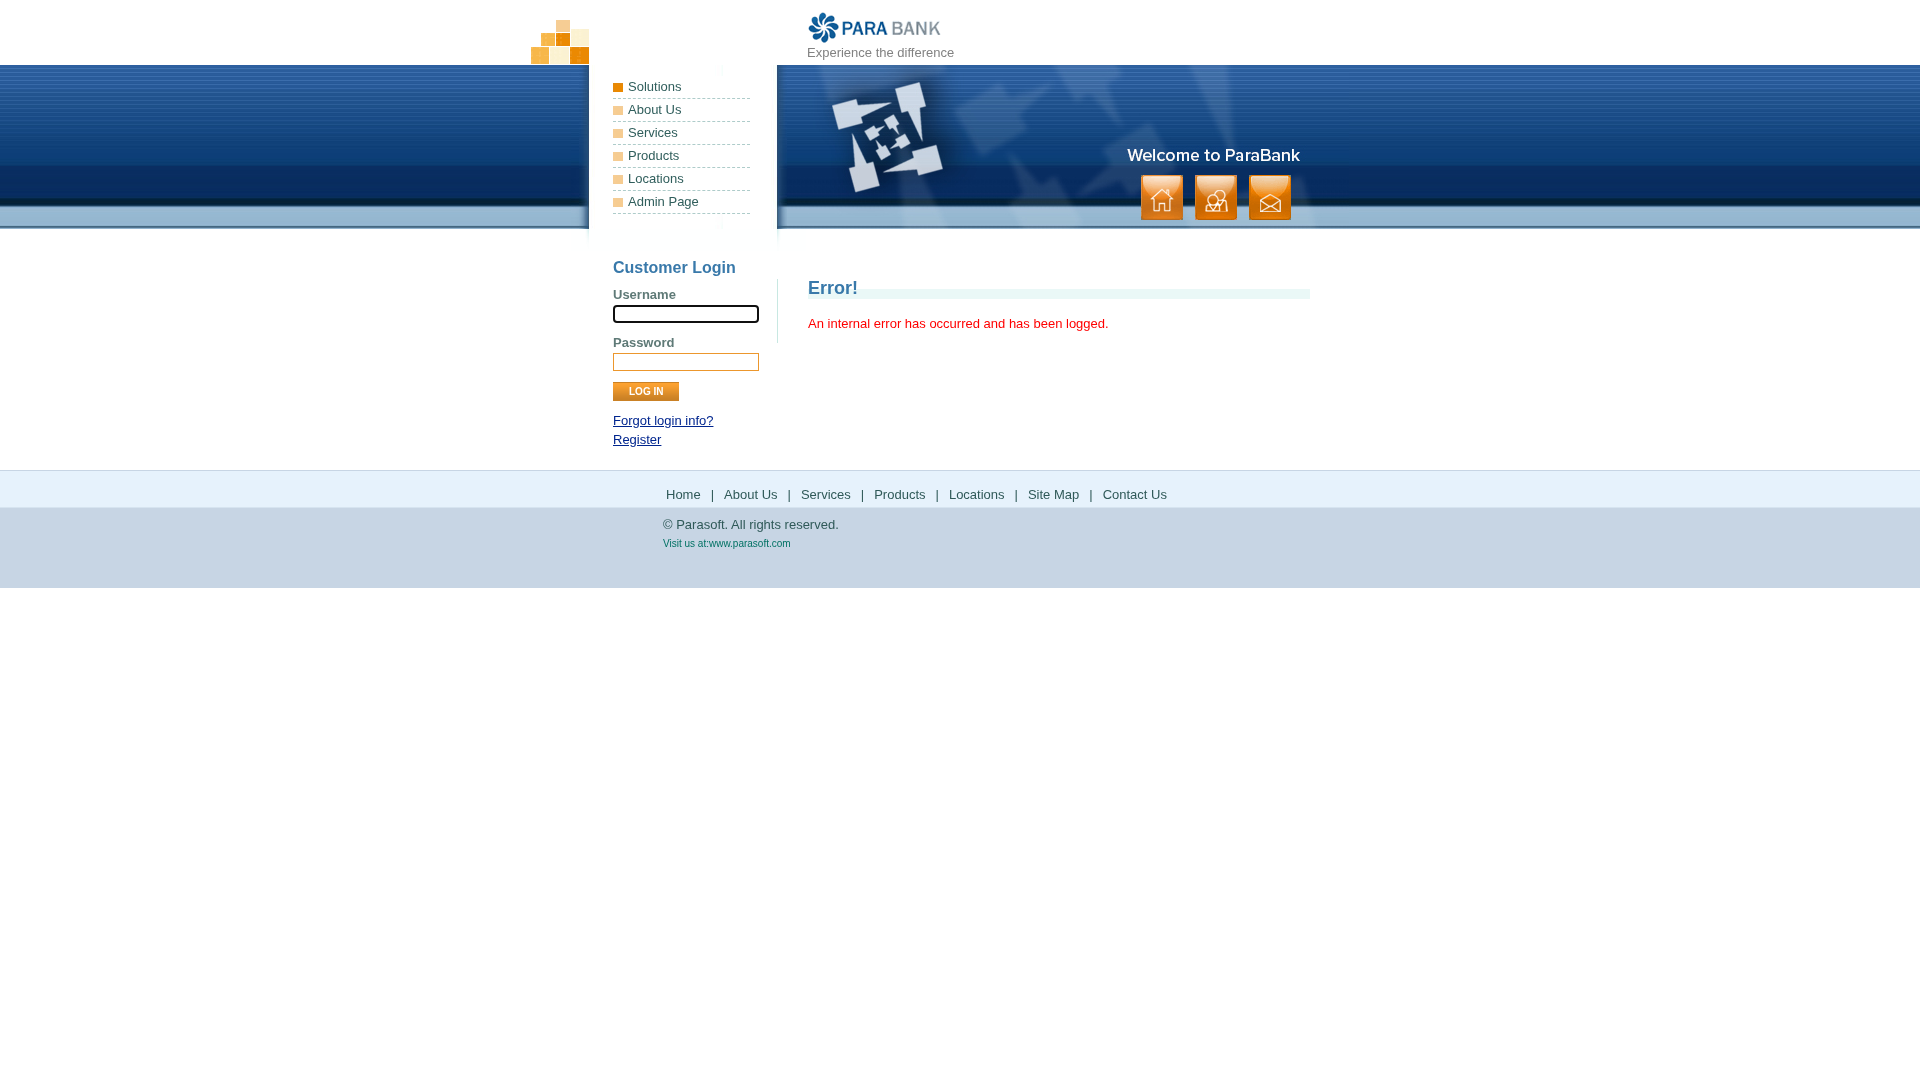 PARA BANK
Experience the difference
Solutions
About Us
Services
Products
Locations
Admin Page
Welcome to ParaBank
Customer Login
Username
Password
LOG IN
Forgot login info?
Register
Error!
An internal error has occurred and has been logged.
Home | About Us | Services | Products | Locations | Site Map | Contact Us
© Parasoft. All rights reserved.
Visit us at:www.parasoft.com